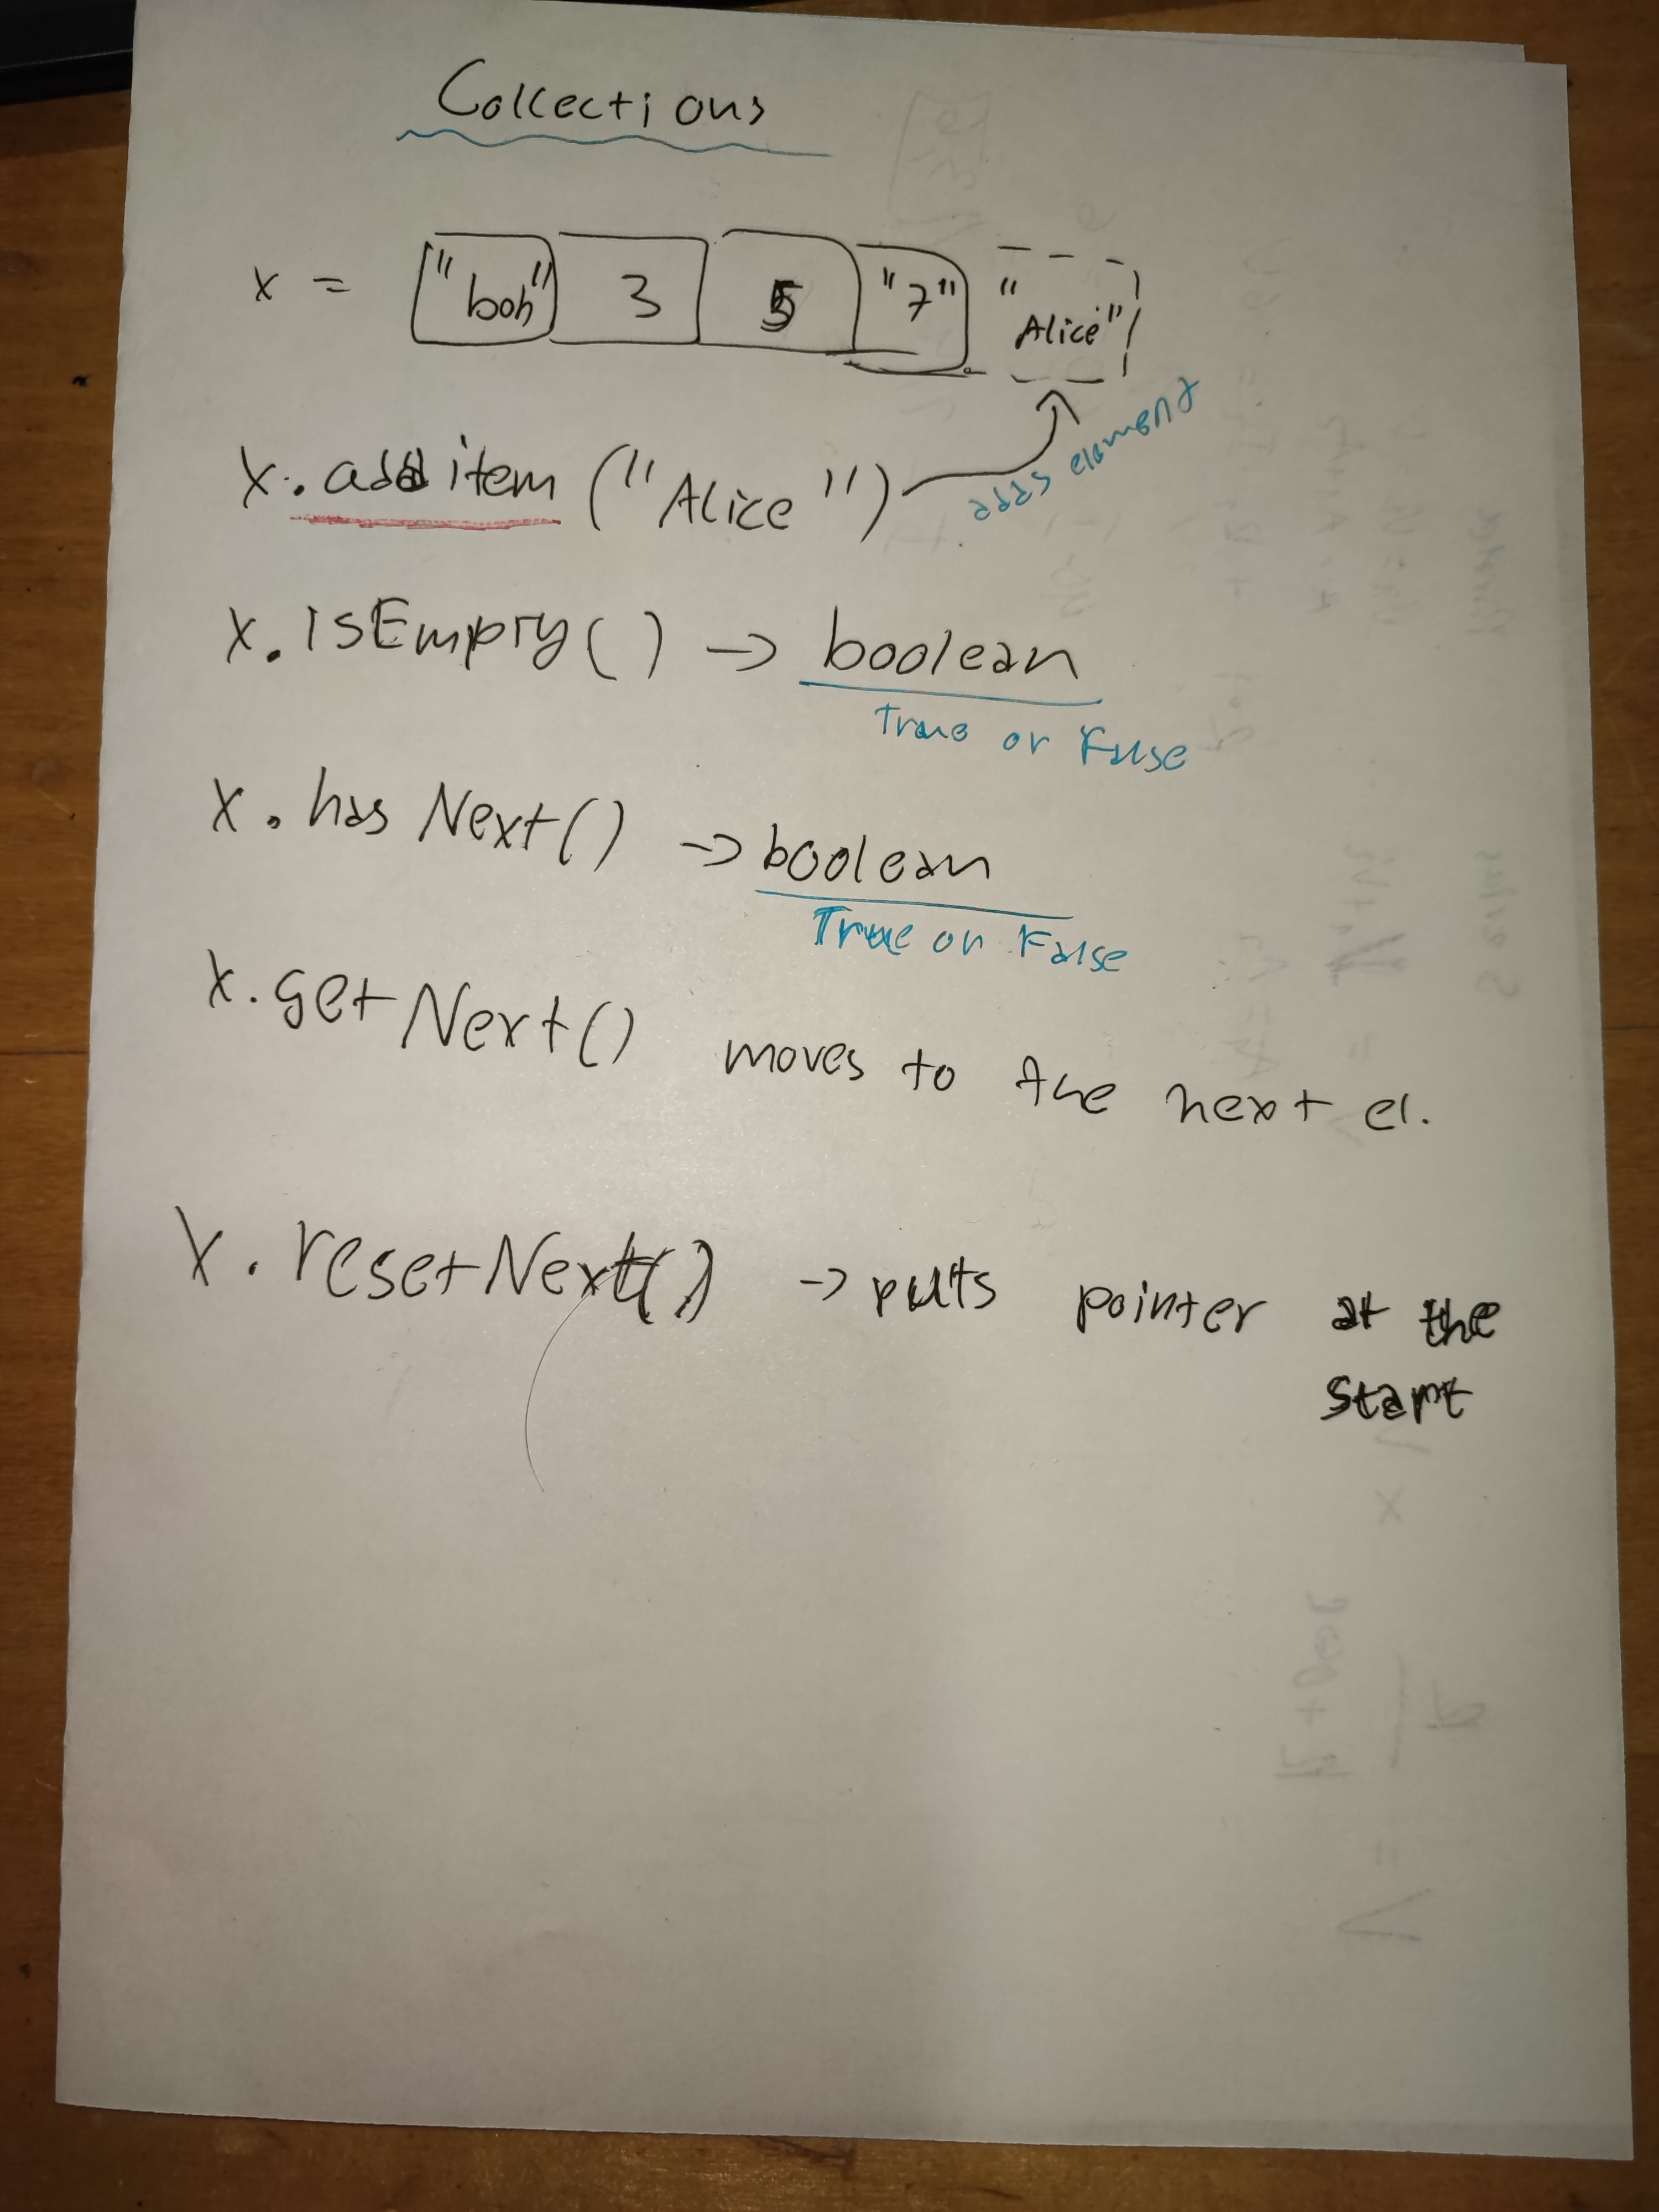 Collections
x = "bob" 3 5 "7" "Alice"
x.additem ("Alice")
adds element
x.isEmpty() -> boolean
True or False
x.hasNext() -> boolean
True or False
x.getNext() moves to the next el.
x.resetNext() -> puts pointer at the
start